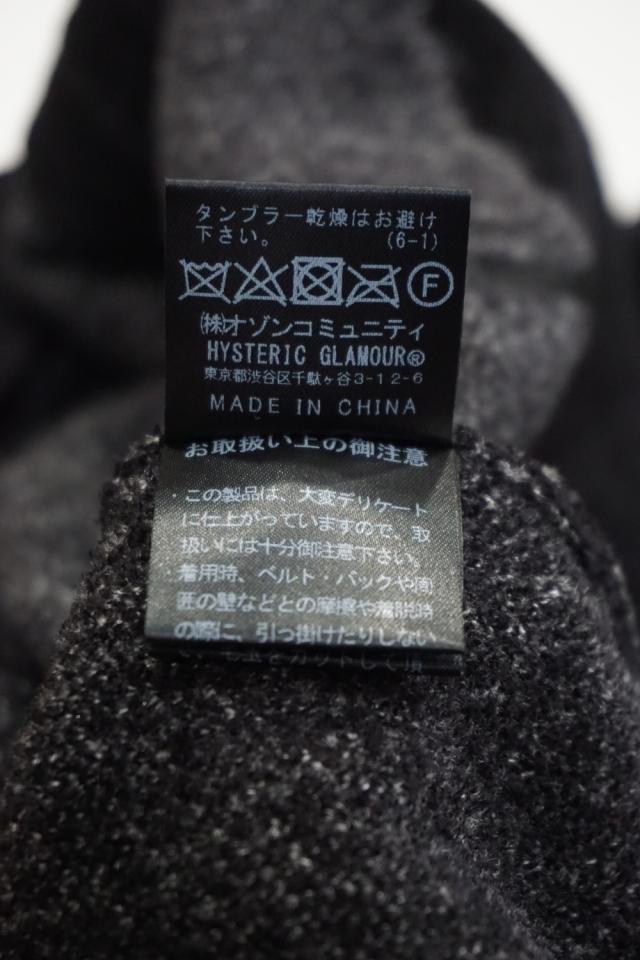 タンブラー乾燥はお避け
下さい。 (6-1)
F
㈱オゾンコミュニティ
HYSTERIC GLAMOUR®
東京都渋谷区千駄ヶ谷3-12-6
MADE IN CHINA
お取扱い上の御注意
・この製品は、大変デリケート
に仕上がっていますので、取
扱いには十分御注意下さい。
着用時、ベルト・バックや周
匠の壁などとの摩擦や着脱時
の際に、引っ掛けたりしない